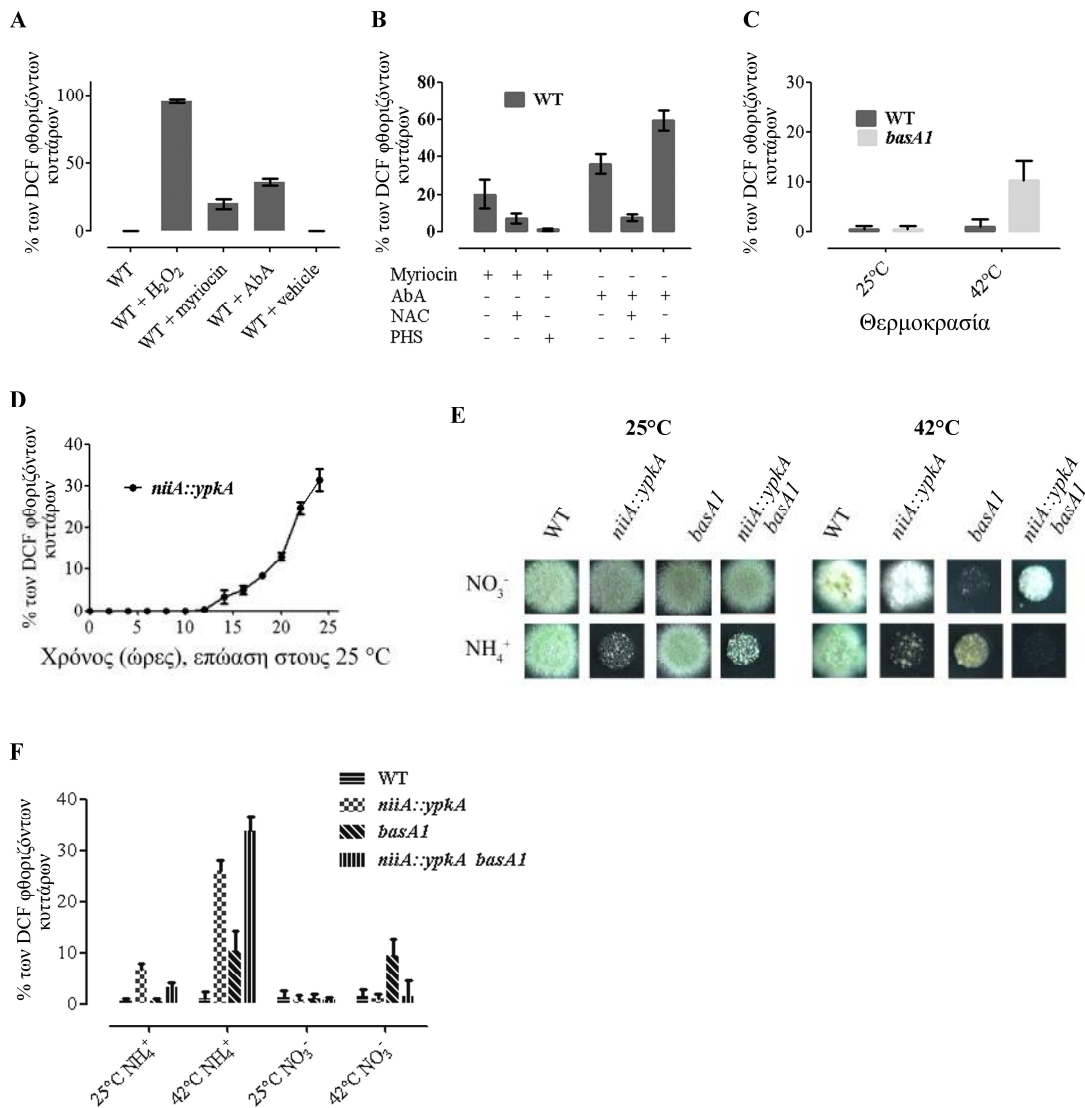 A
% των DCF φθοριζόντων
κυττάρων
100
50
0
WT
WT + H₂O₂
WT + myriocin
WT + AbA
WT + vehicle
B
% των DCF φθοριζόντων
κυττάρων
80
60
40
20
0
WT
Myriocin + + + - - -
AbA - - - + + +
NAC - + - - + -
PHS - - + - - +
C
% των DCF οθοριζόντων
κυττάρων
30
20
10
0
WT
basA1
25°C
42°C
Θερμοκρασία
D
% των DCF φθοριζόντων
κυττάρων
40
30
20
10
0
niiA::ypkA
0 5 10 15 20 25
Χρόνος (ώρες), επώαση στους 25 °C
E
25°C 42°C
WT niiA::ypkA basA1 niiA::ypkA basA1 WT niiA::ypkA basA1 niiA::ypkA basA1
NO₃⁻
NH₄⁺
F
% των DCF φθοριζόντων
κυττάρων
40
30
20
10
0
WT
niiA::ypkA
basA1
niiA::ypkA basA1
25°C NH₄⁺
42°C NH₄⁺
25°C NO₃⁻
42°C NO₃⁻